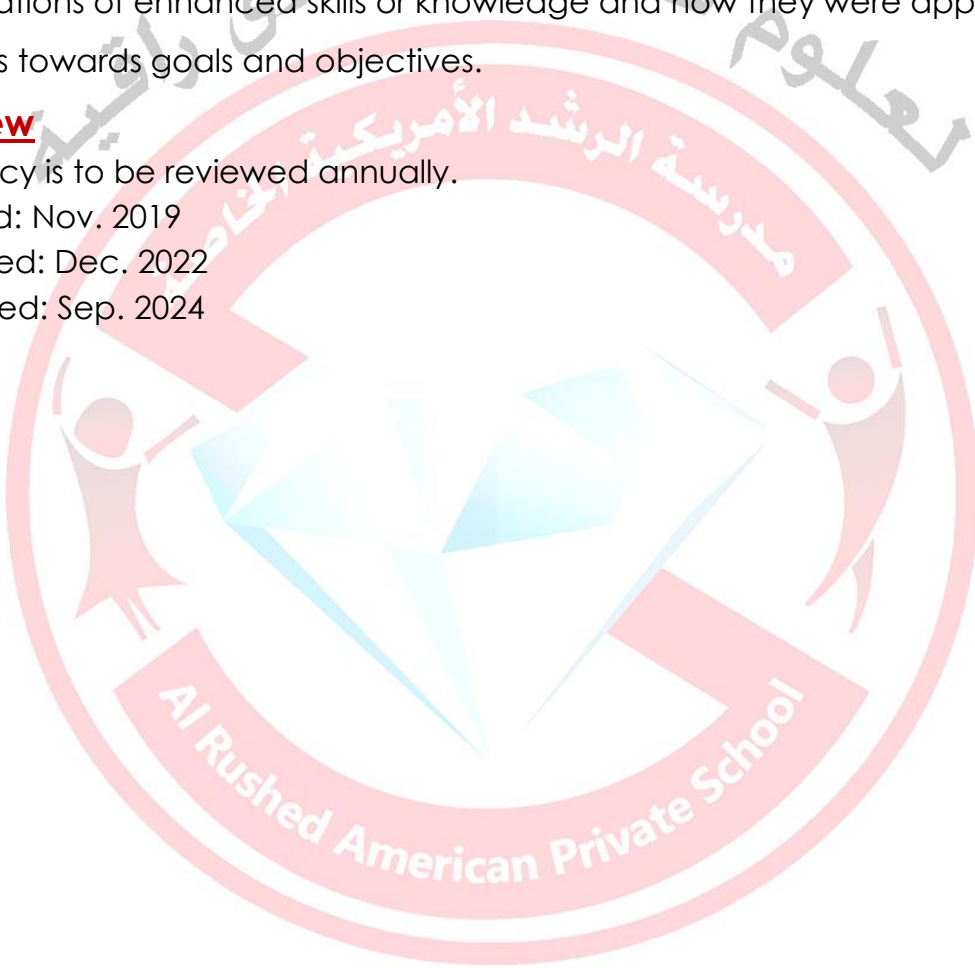 ations of enhanced skills or knowledge and how they were app
s towards goals and objectives.
ew
cy is to be reviewed annually.
d: Nov. 2019
ed: Dec. 2022
ed: Sep. 2024
مدرسة الرشد الأمريكية الخاصة
Al Rushed American Private School